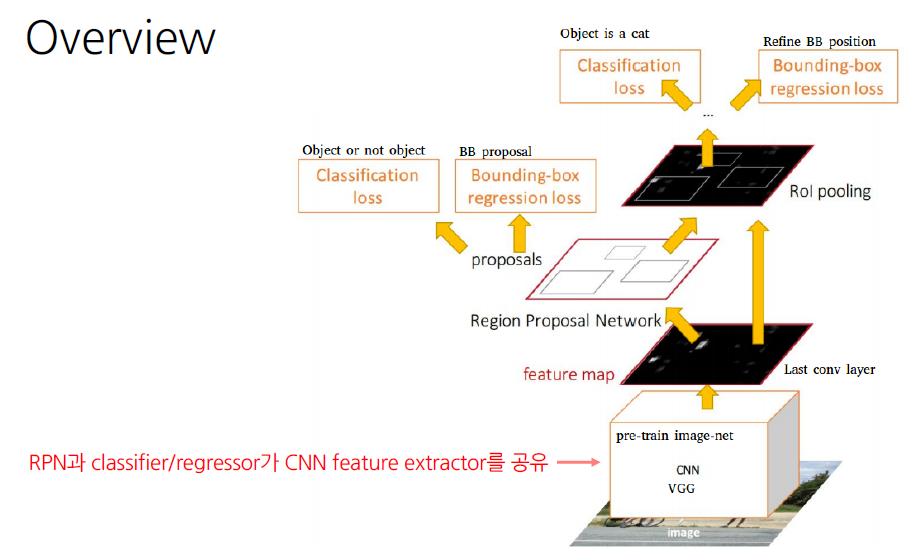 Overview
Object is a cat
Classification
loss
Refine BB position
Bounding-box
regression loss
...
Object or not object
Classification
loss
BB proposal
Bounding-box
regression loss
RoI pooling
proposals
Region Proposal Network
feature map
Last conv layer
pre-train image-net
CNN
VGG
RPN과 classifier/regressor가 CNN feature extractor를 공유
image